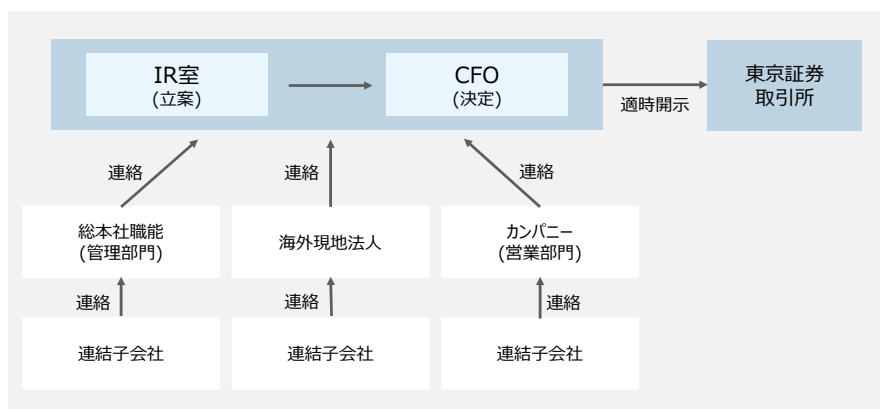 IR室
(立案)
CFO
(決定)
適時開示
東京証券
取引所
連絡
連絡
連絡
総本社職能
(管理部門)
海外現地法人
カンパニー
(営業部門)
連絡
連絡
連絡
連結子会社
連結子会社
連結子会社